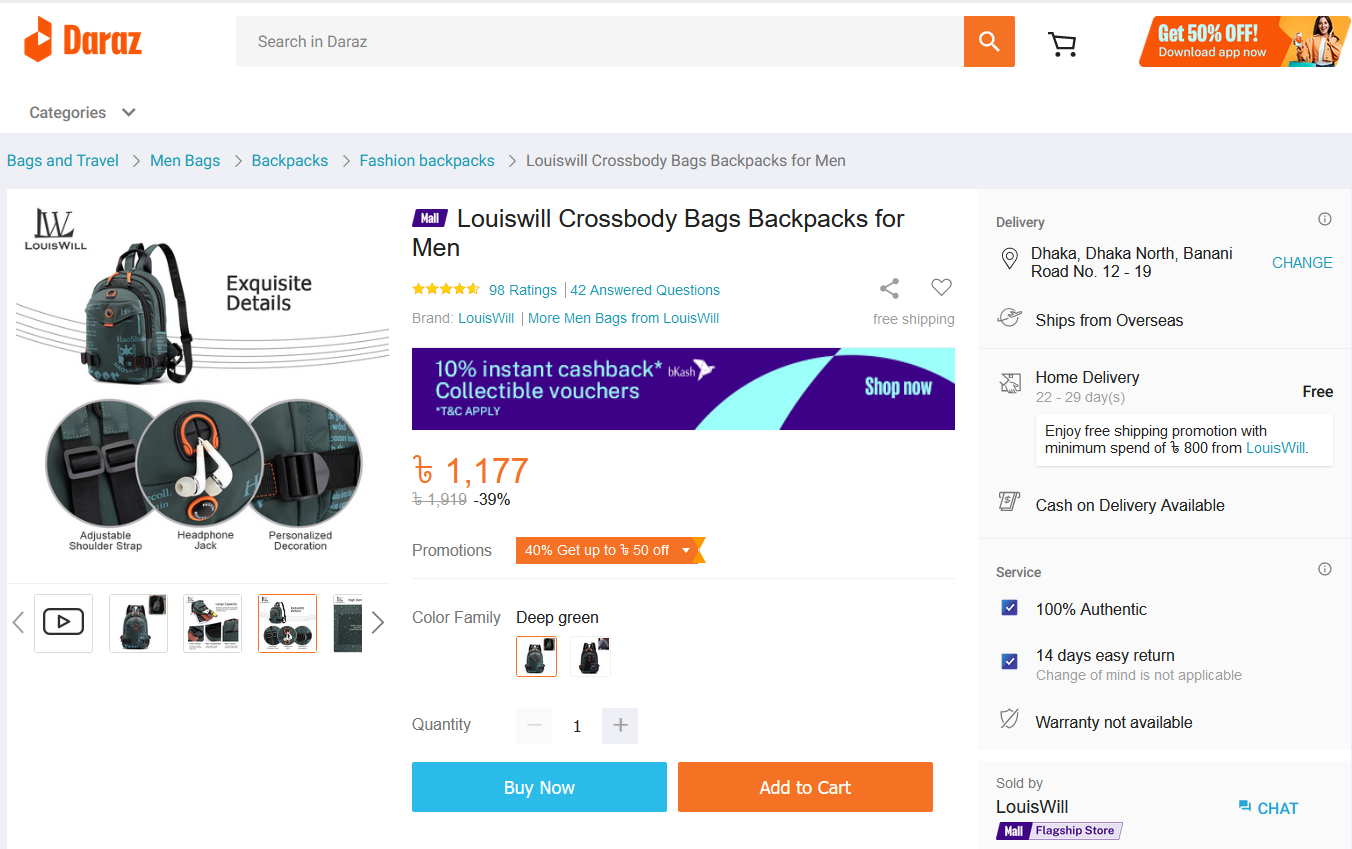 Daraz
Search in Daraz
Get 50% OFF!
Download app now
Categories
Bags and Travel > Men Bags > Backpacks > Fashion backpacks > Louiswill Crossbody Bags Backpacks for Men
LW
LOUISWILL
Exquisite
Details
HaoShuai
Adjustable
Shoulder Strap
Headphone
Jack
Personalized
Decoration
Mall Louiswill Crossbody Bags Backpacks for
Men
98 Ratings | 42 Answered Questions
Brand: LouisWill | More Men Bags from LouisWill
free shipping
10% instant cashback* bKash
Collectible vouchers
*T&C APPLY
Shop now
৳ 1,177
৳ 1,919 -39%
Promotions 40% Get up to ৳ 50 off
Color Family Deep green
Quantity 1
Buy Now
Add to Cart
Delivery
Dhaka, Dhaka North, Banani
Road No. 12 - 19
CHANGE
Ships from Overseas
Home Delivery
22 - 29 day(s)
Free
Enjoy free shipping promotion with
minimum spend of ৳ 800 from LouisWill.
Cash on Delivery Available
Service
100% Authentic
14 days easy return
Change of mind is not applicable
Warranty not available
Sold by
LouisWill
Mall Flagship Store
CHAT